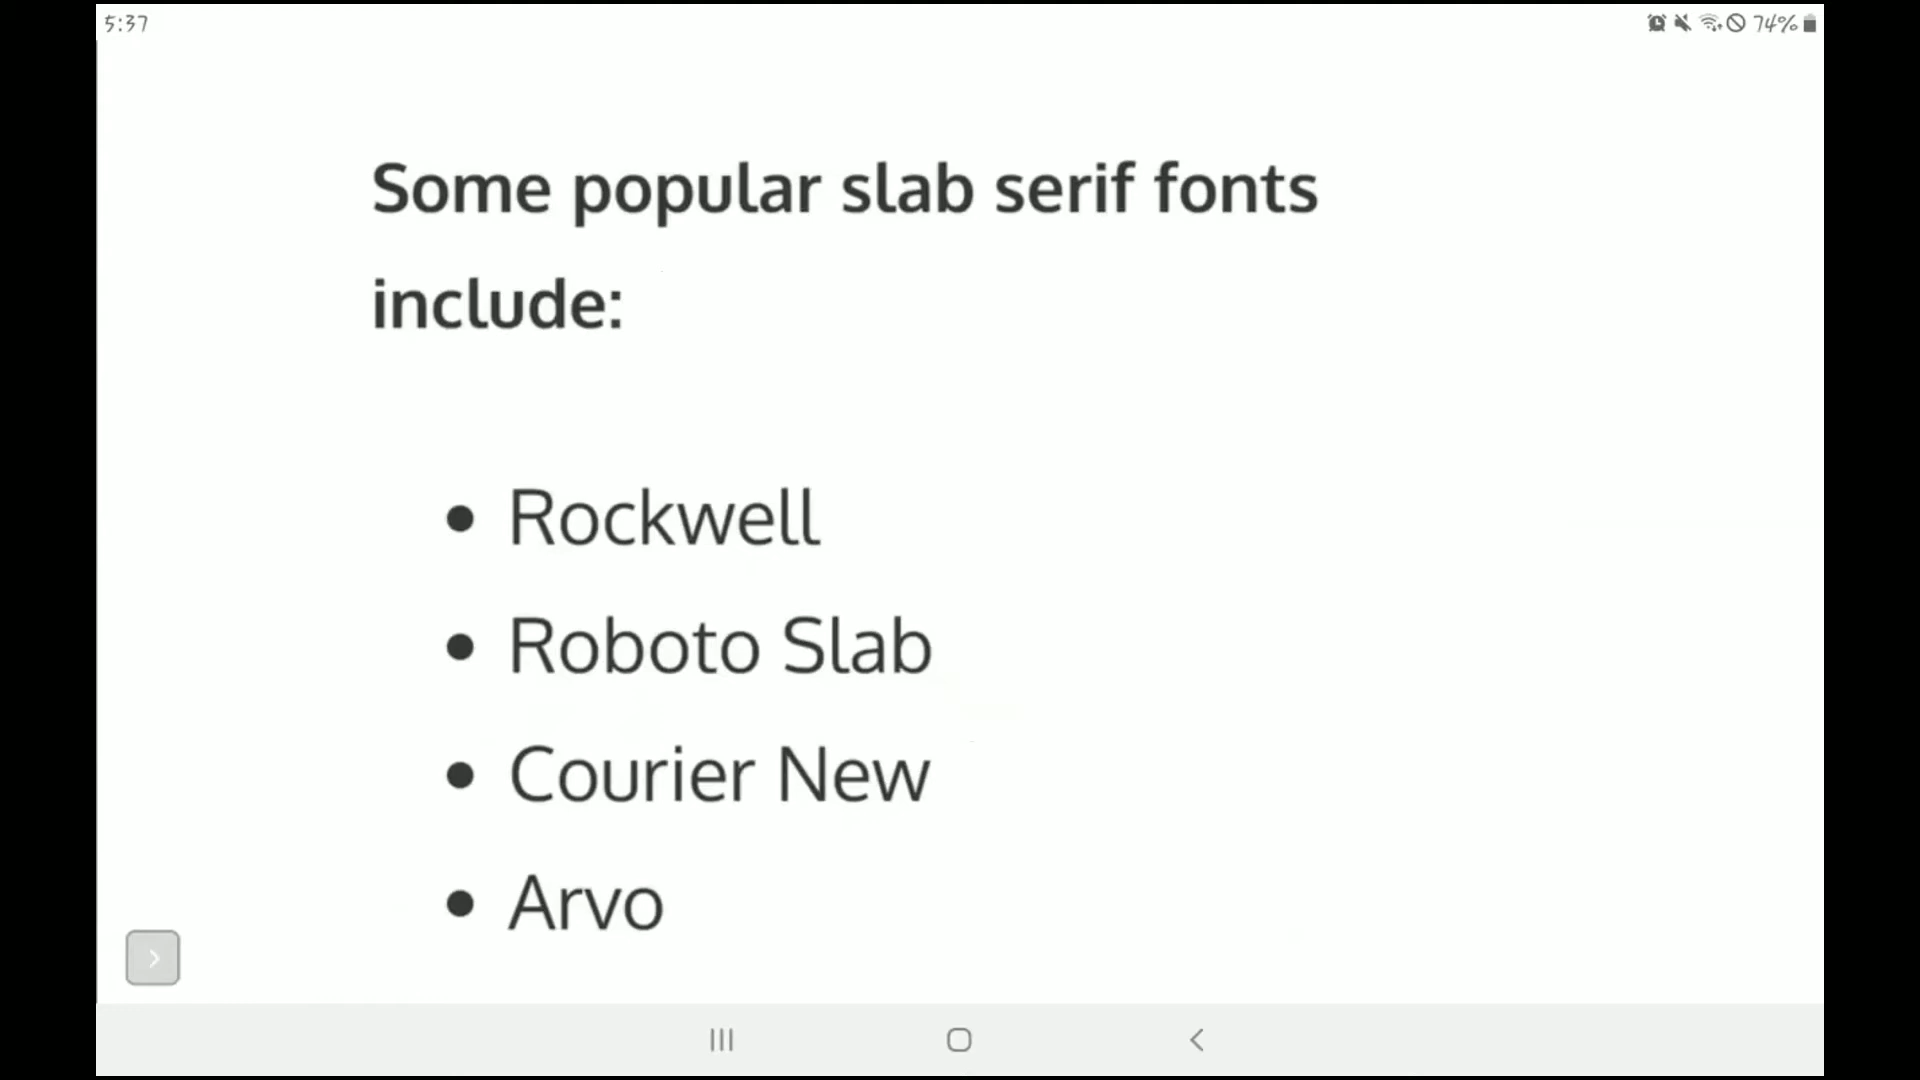 5:37
74%
Some popular slab serif fonts
include:
• Rockwell
• Roboto Slab
• Courier New
• Arvo